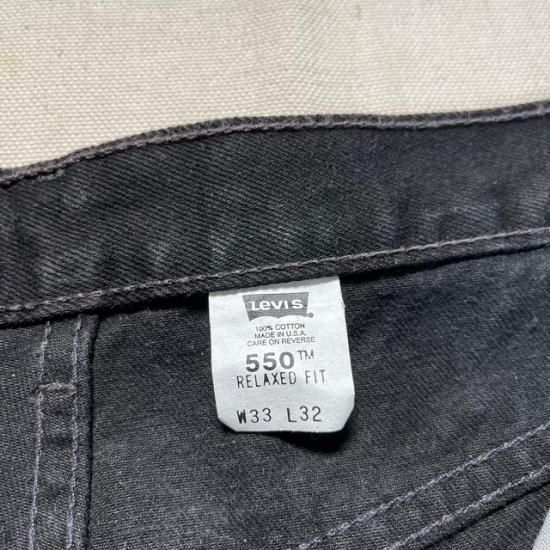 Levi's
100% COTTON
MADE IN U.S.A.
CARE ON REVERSE
550™
RELAXED FIT
W33 L32